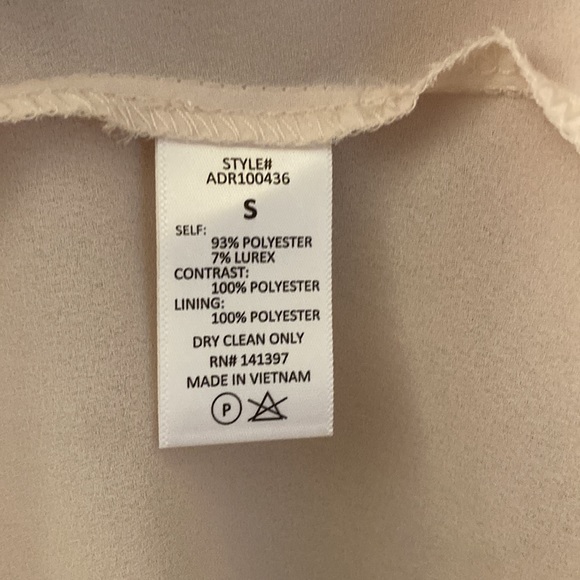 STYLE#
ADR100436
S
SELF:
93% POLYESTER
7% LUREX
CONTRAST:
100% POLYESTER
LINING:
100% POLYESTER
DRY CLEAN ONLY
RN# 141397
MADE IN VIETNAM
P